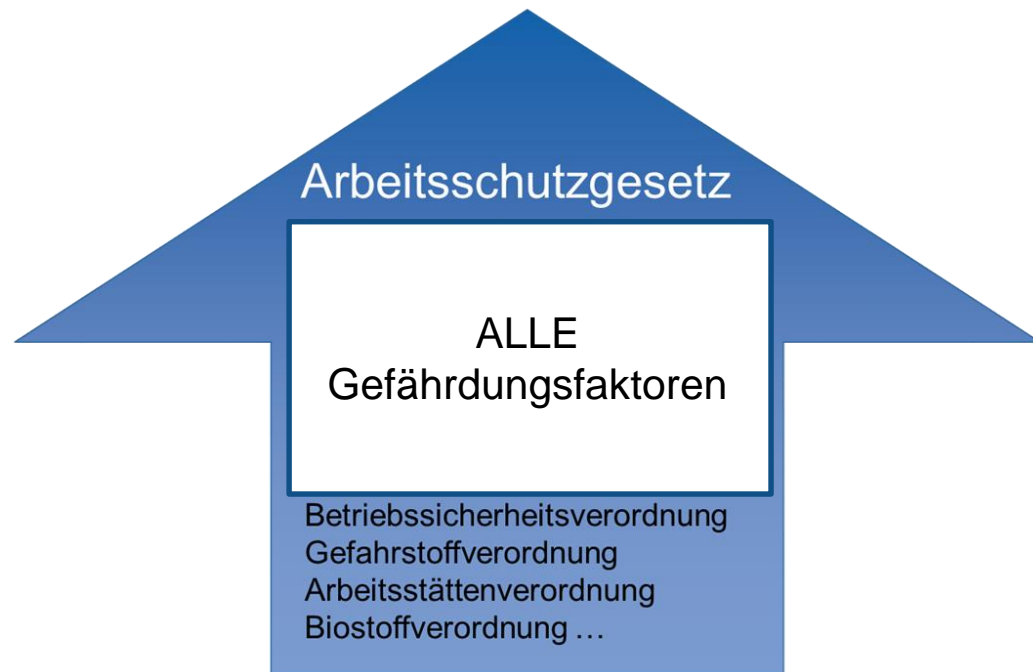 Arbeitsschutzgesetz
ALLE
Gefährdungsfaktoren
Betriebssicherheitsverordnung
Gefahrstoffverordnung
Arbeitsstättenverordnung
Biostoffverordnung …